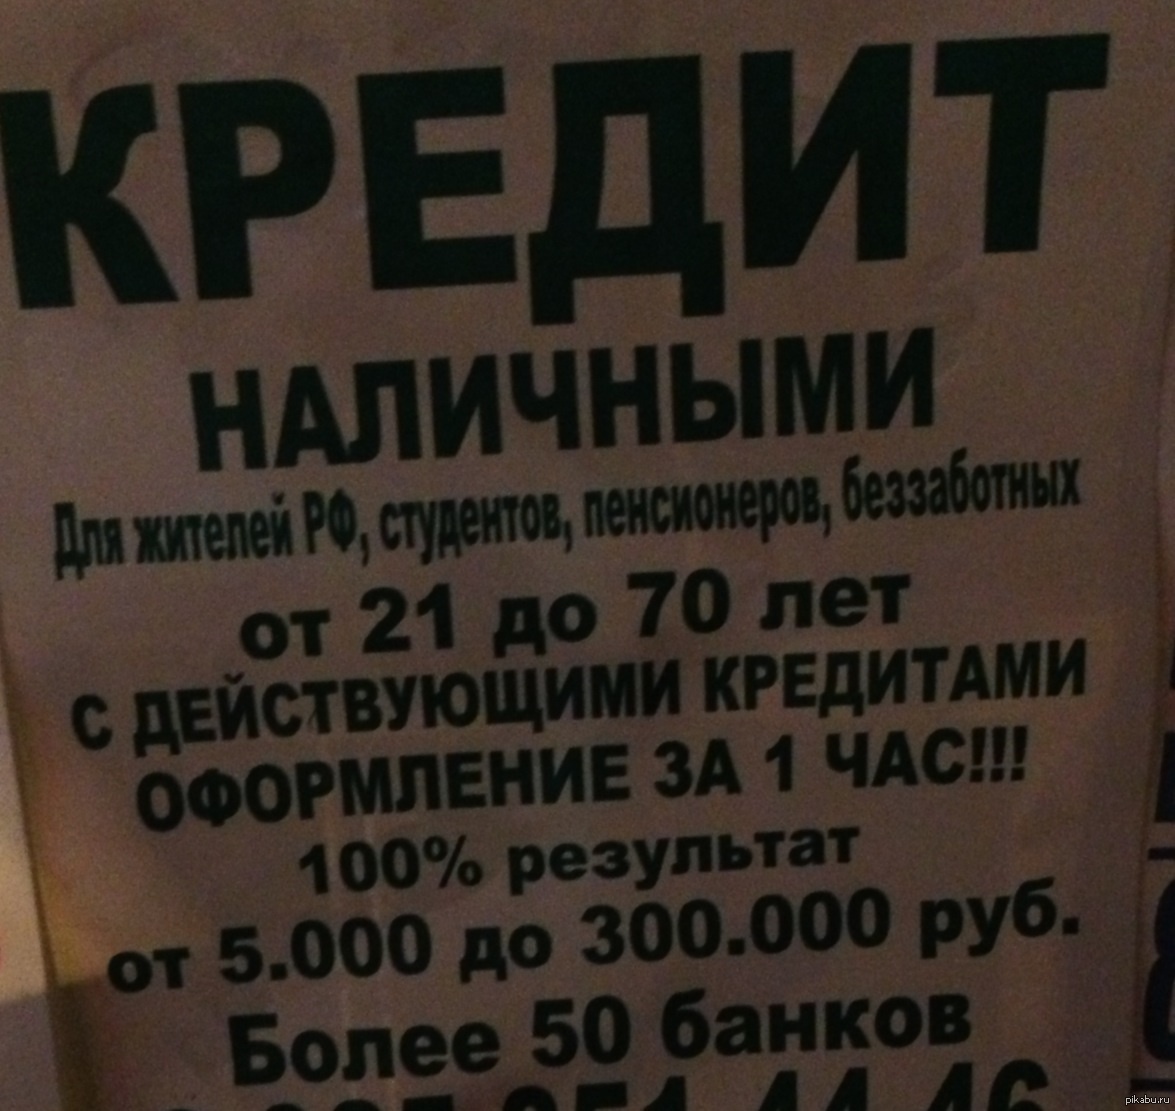 КРЕДИТ
НАЛИЧНЫМИ
Для жителей РФ, студентов, пенсионеров, беззаботных
от 21 до 70 лет
С ДЕЙСТВУЮЩИМИ КРЕДИТАМИ
ОФОРМЛЕНИЕ ЗА 1 ЧАС!!!
100% результат
от 5.000 до 300.000 руб.
Более 50 банков
pikabu.ru